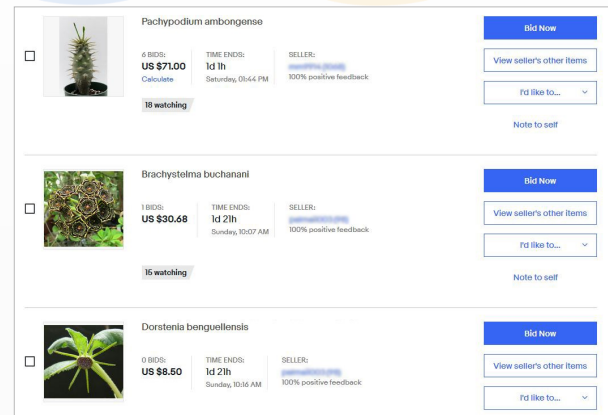 Pachypodium ambongense
Bid Now
6 BIDS:
TIME ENDS:
SELLER:
US $71.00
1d 1h
Calculate
Saturday, 01:44 PM
100% positive feedback
View seller's other items
18 watching
I'd like to...
Note to self
Brachystelma buchanani
Bid Now
1 BIDS:
TIME ENDS:
SELLER:
US $30.68
1d 21h
Sunday, 10:07 AM
100% positive feedback
View seller's other items
I'd like to...
15 watching
Note to self
Dorstenia benguellensis
Bid Now
0 BIDS:
TIME ENDS:
SELLER:
US $8.50
1d 21h
Sunday, 10:16 AM
100% positive feedback
View seller's other items
I'd like to...